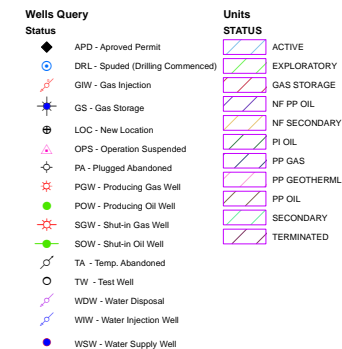 Wells Query
Status
APD - Aproved Permit
DRL - Spuded (Drilling Commenced)
GIW - Gas Injection
GS - Gas Storage
LOC - New Location
OPS - Operation Suspended
PA - Plugged Abandoned
PGW - Producing Gas Well
POW - Producing Oil Well
SGW - Shut-in Gas Well
SOW - Shut-in Oil Well
TA - Temp. Abandoned
TW - Test Well
WDW - Water Disposal
WIW - Water Injection Well
WSW - Water Supply Well
Units
STATUS
ACTIVE
EXPLORATORY
GAS STORAGE
NF PP OIL
NF SECONDARY
PI OIL
PP GAS
PP GEOTHERML
PP OIL
SECONDARY
TERMINATED